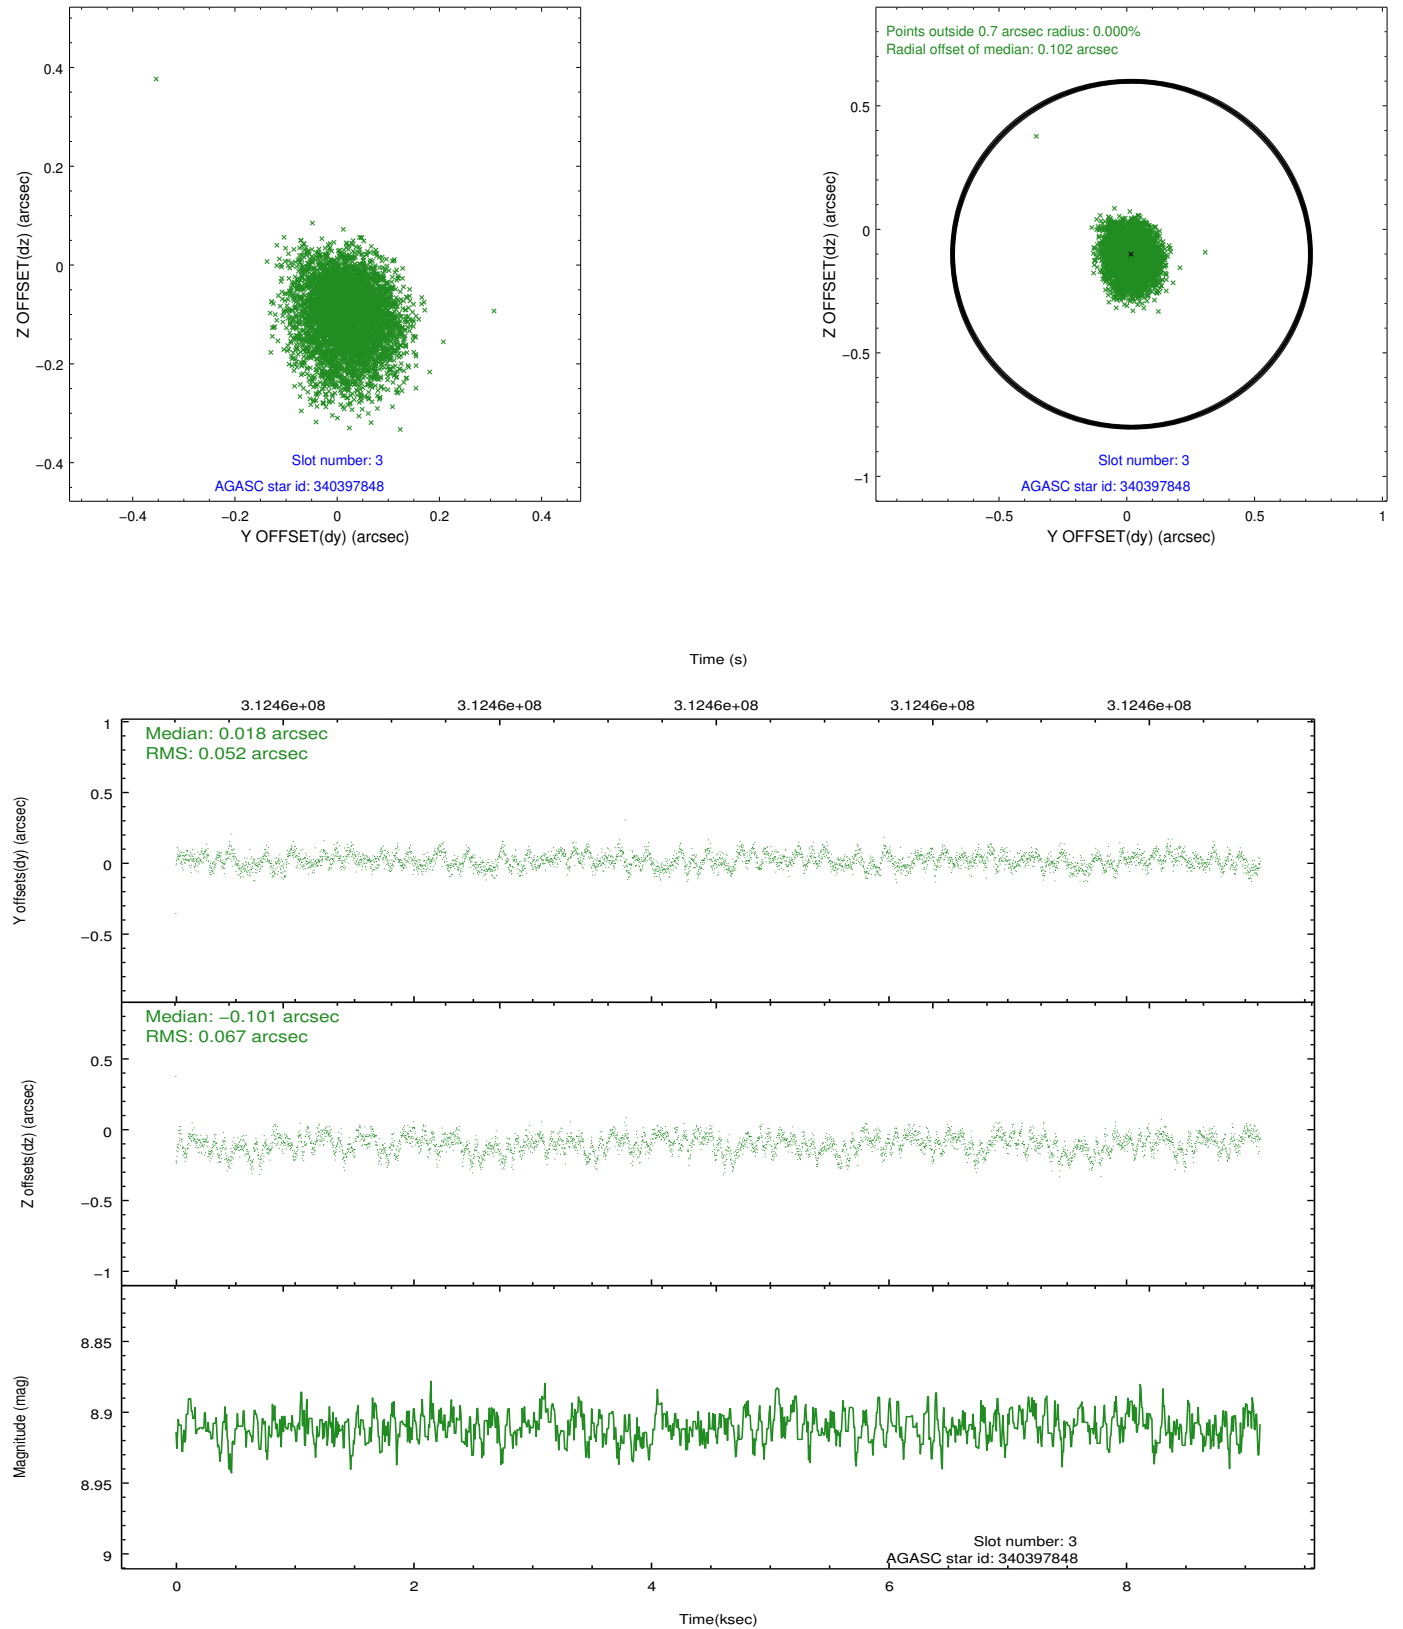 0.4
0.2
0
−0.2
−0.4
Z OFFSET(dz) (arcsec)
Slot number: 3
AGASC star id: 340397848
−0.4 −0.2 0 0.2 0.4
Y OFFSET(dy) (arcsec)
Points outside 0.7 arcsec radius: 0.000%
Radial offset of median: 0.102 arcsec
0.5
0
−0.5
−1
Z OFFSET(dz) (arcsec)
Slot number: 3
AGASC star id: 340397848
−0.5 0 0.5 1
Y OFFSET(dy) (arcsec)
Time (s)
3.1246e+08 3.1246e+08 3.1246e+08 3.1246e+08 3.1246e+08
Median: 0.018 arcsec
RMS: 0.052 arcsec
1
0.5
0
−0.5
Y offsets(dy) (arcsec)
Median: −0.101 arcsec
RMS: 0.067 arcsec
0.5
0
−0.5
−1
Z offsets(dz) (arcsec)
8.85
8.9
8.95
9
Magnitude (mag)
Slot number: 3
AGASC star id: 340397848
0 2 4 6 8
Time(ksec)